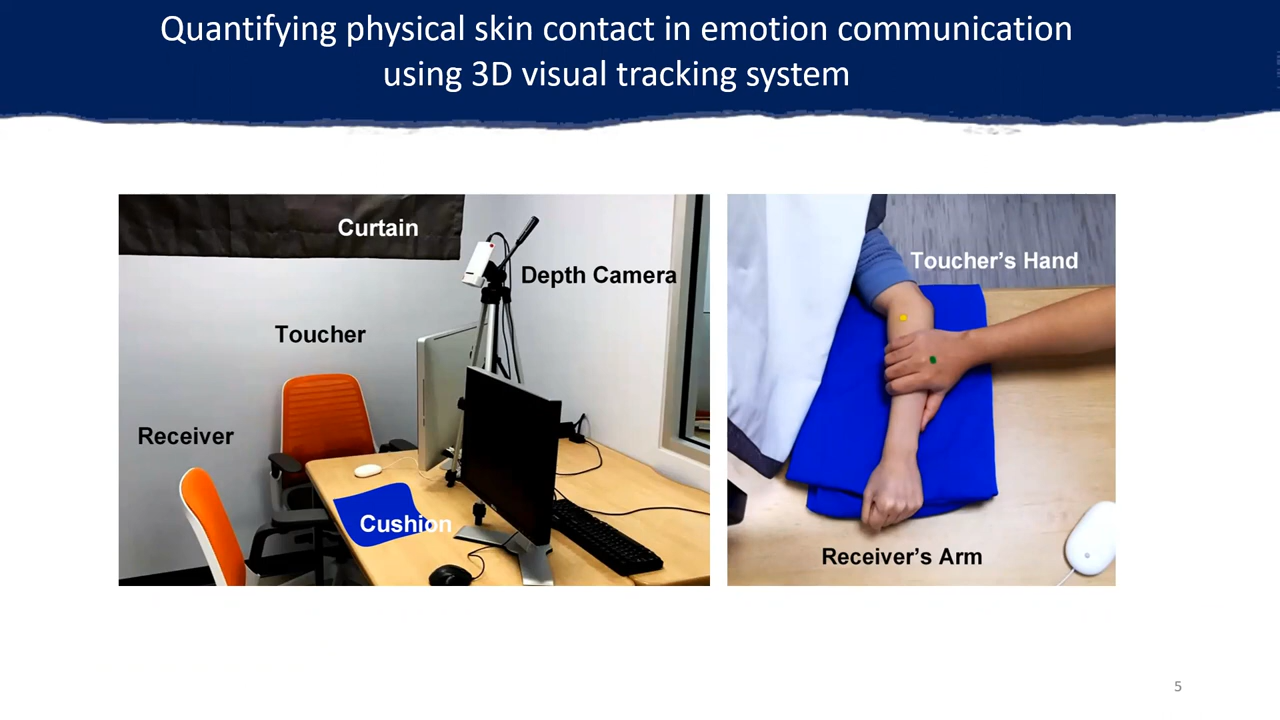 Quantifying physical skin contact in emotion communication
using 3D visual tracking system
Curtain
Depth Camera
Toucher
Receiver
Cushion
Toucher's Hand
Receiver's Arm
5